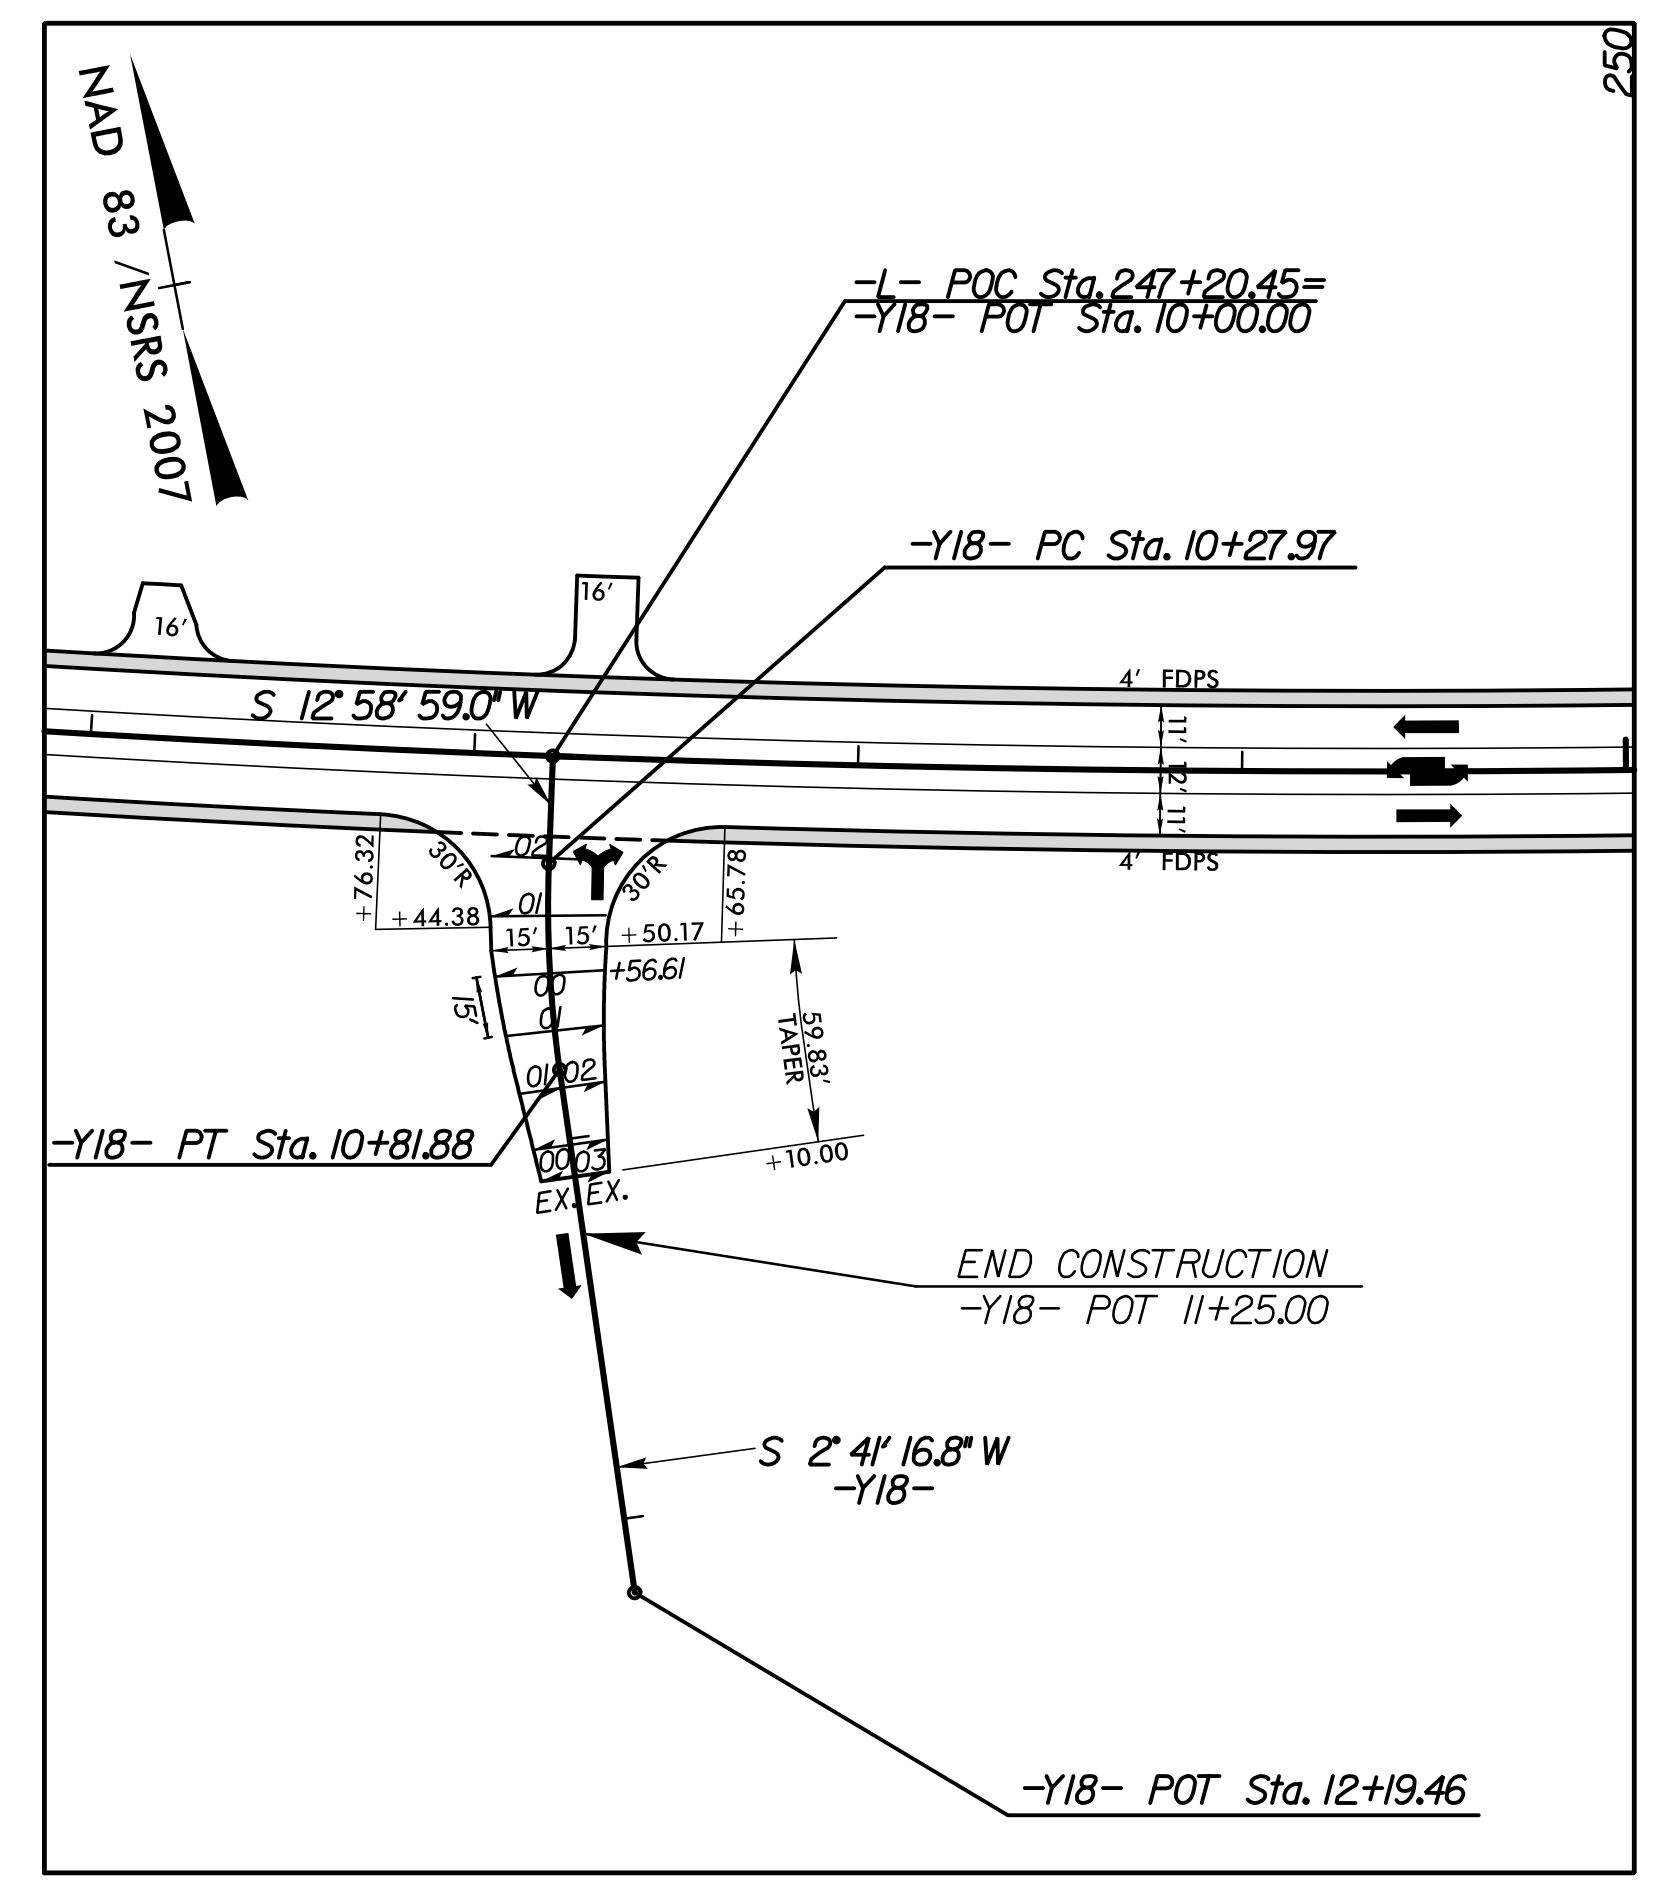 250
NAD 83 /NSRS 2007
-L- POC Sta. 247+20.45=
-Y18- POT Sta. 10+00.00
-Y18- PC Sta. 10+27.97
16'
16'
4' FDPS
S 12° 58' 59.0" W
11'
12'
11'
4' FDPS
02
+76.32
30'R
30'R
+65.78
01
+44.38
15'
15'
+50.17
+56.61
00
15'
01
59.83'
TAPER
01
02
-Y18- PT Sta. 10+81.88
00
03
+10.00
EX.
EX.
END CONSTRUCTION
-Y18- POT 11+25.00
S 2° 41' 16.8" W
-Y18-
-Y18- POT Sta. 12+19.46